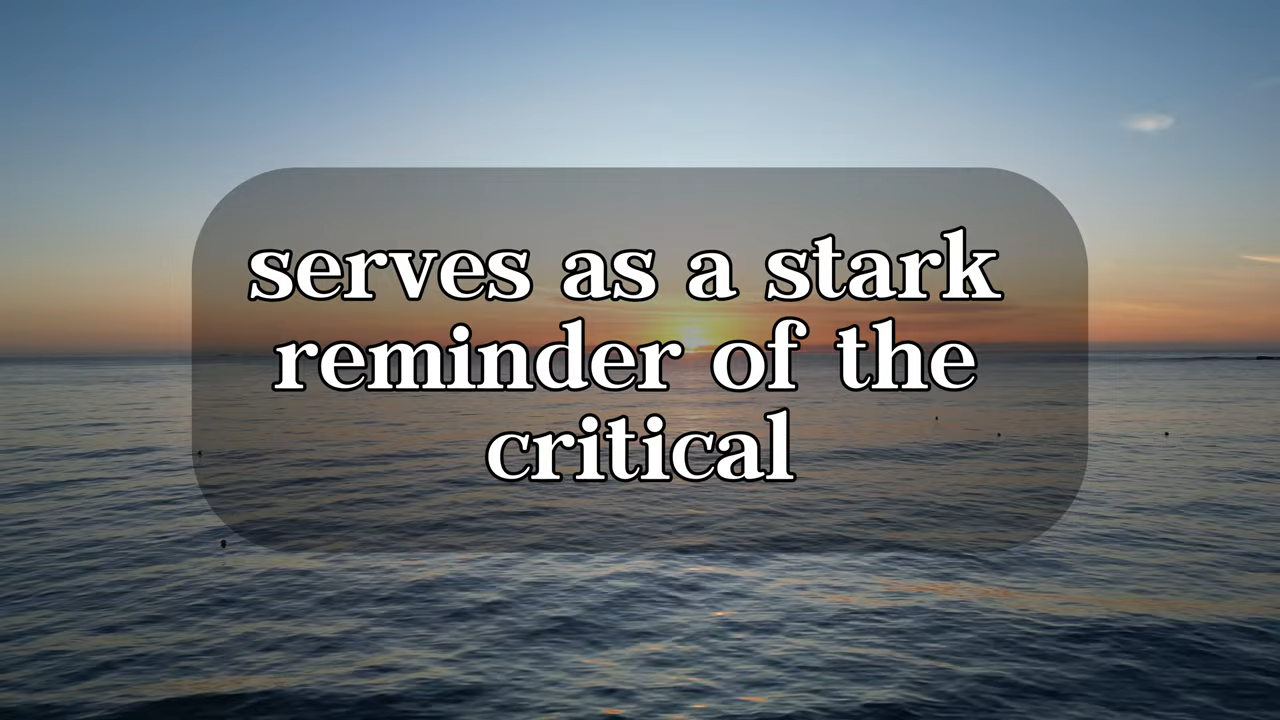 serves as a stark
reminder of the
critical